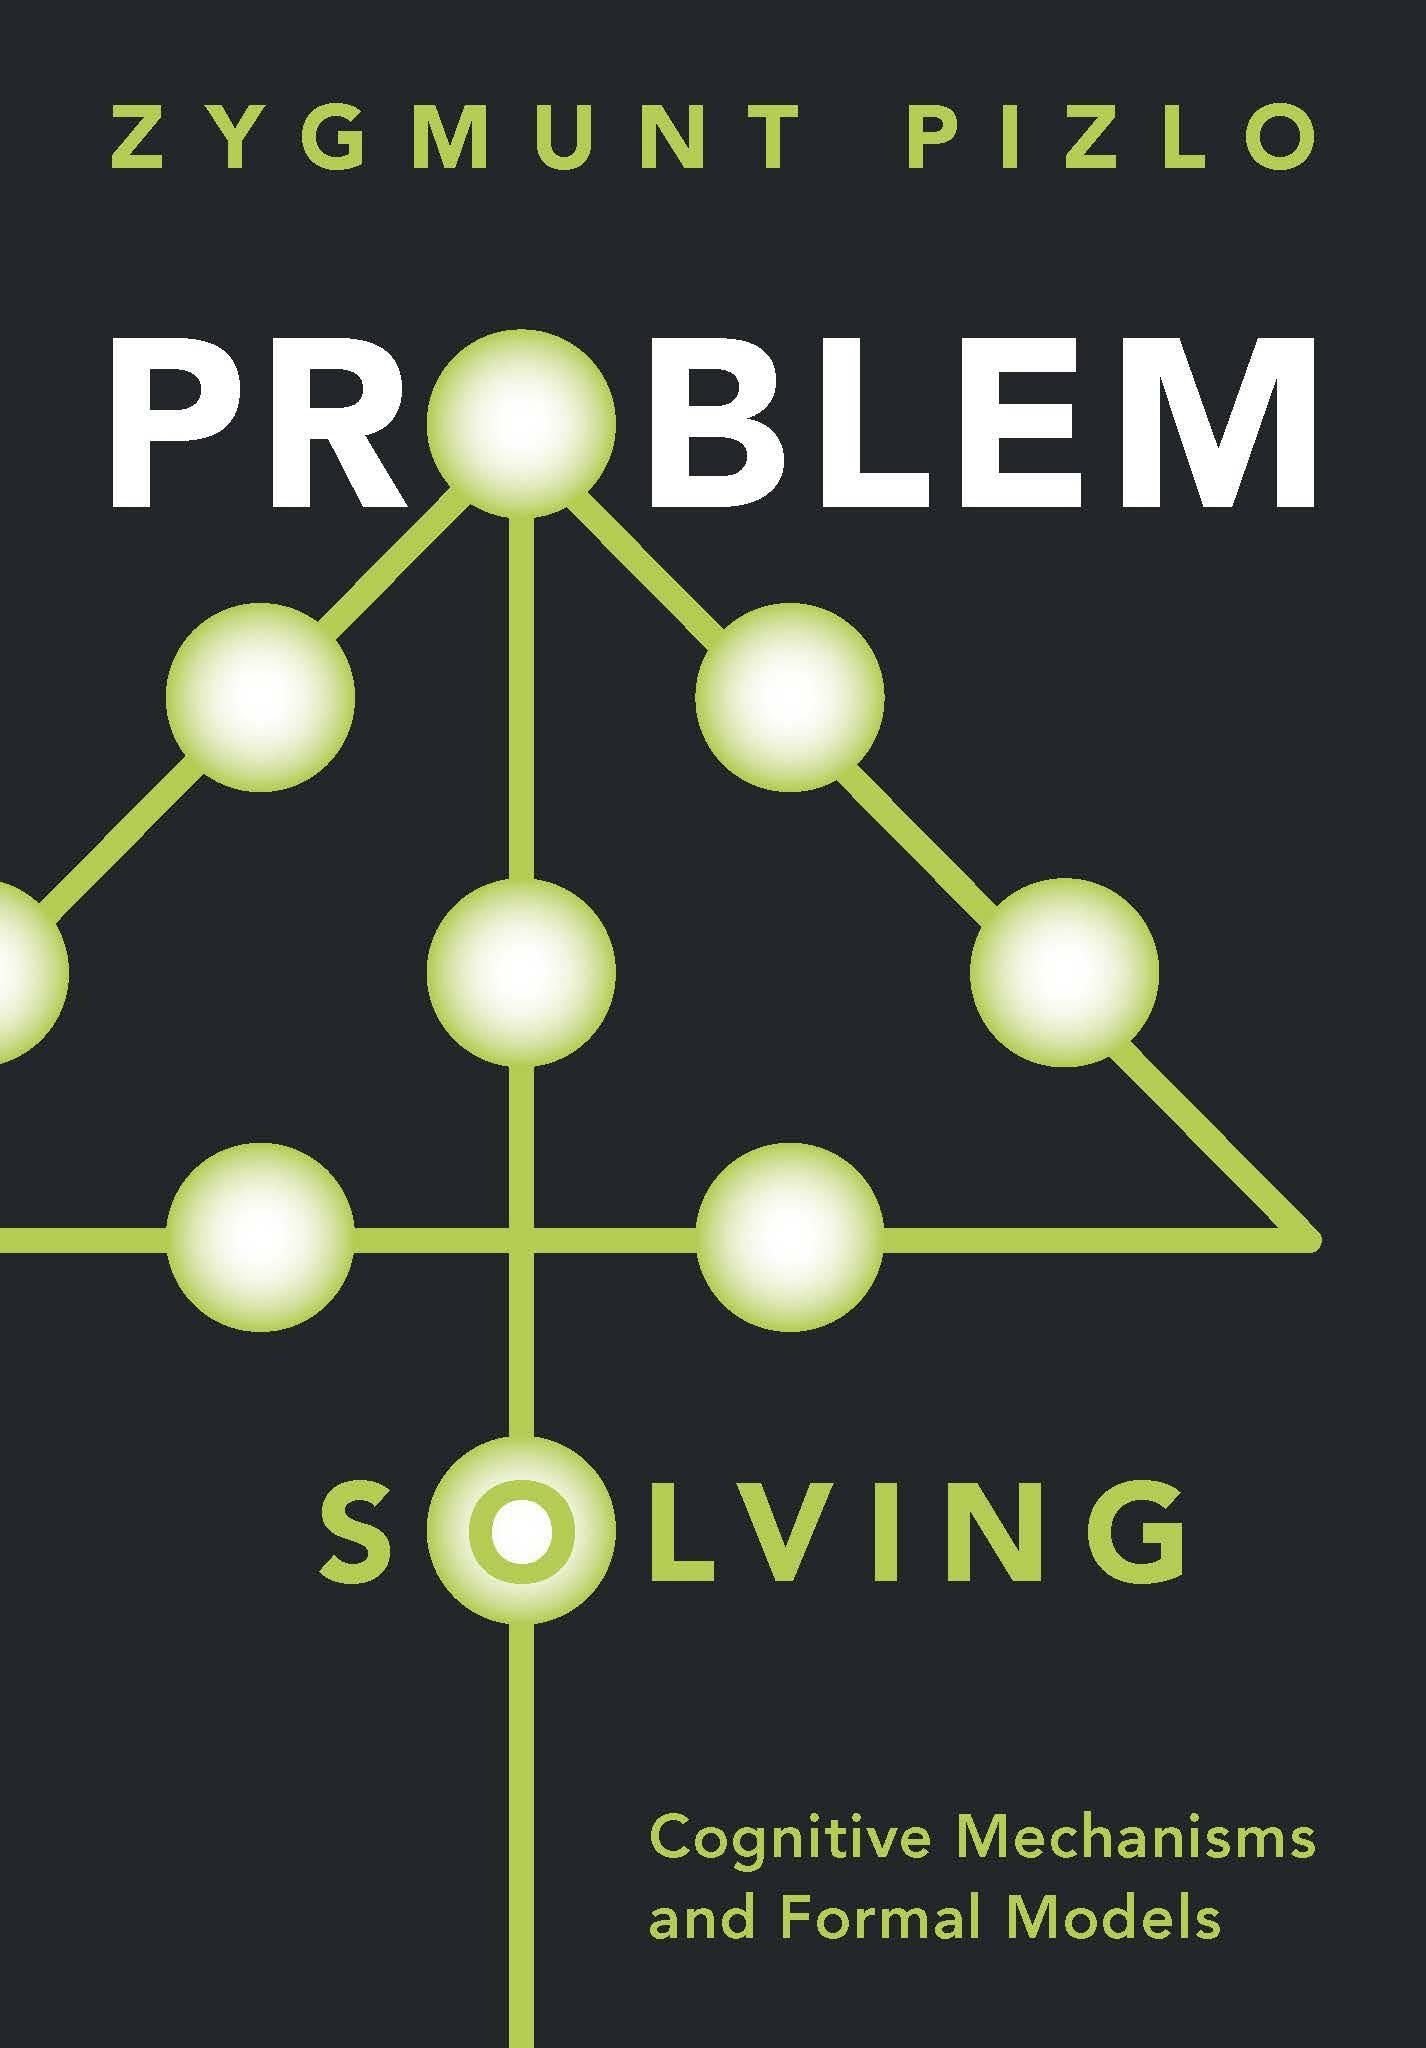 ZYGMUNT PIZLO
PROBLEM
SOLVING
Cognitive Mechanisms
and Formal Models